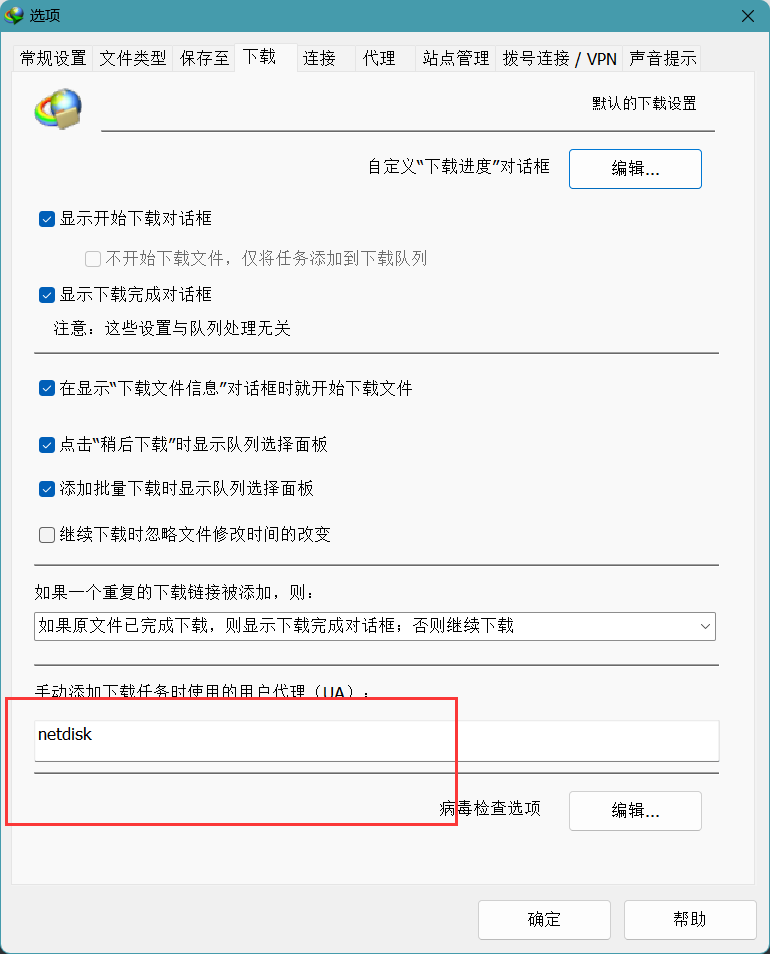 选项
常规设置 文件类型 保存至 下载 连接 代理 站点管理 拨号连接 / VPN 声音提示
默认的下载设置
自定义“下载进度”对话框 编辑...
显示开始下载对话框
不开始下载文件，仅将任务添加到下载队列
显示下载完成对话框
注意：这些设置与队列处理无关
在显示“下载文件信息”对话框时就开始下载文件
点击“稍后下载”时显示队列选择面板
添加批量下载时显示队列选择面板
继续下载时忽略文件修改时间的改变
如果一个重复的下载链接被添加，则：
如果原文件已完成下载，则显示下载完成对话框；否则继续下载
手动添加下载任务时使用的用户代理（UA）：
netdisk
病毒检查选项 编辑...
确定 帮助